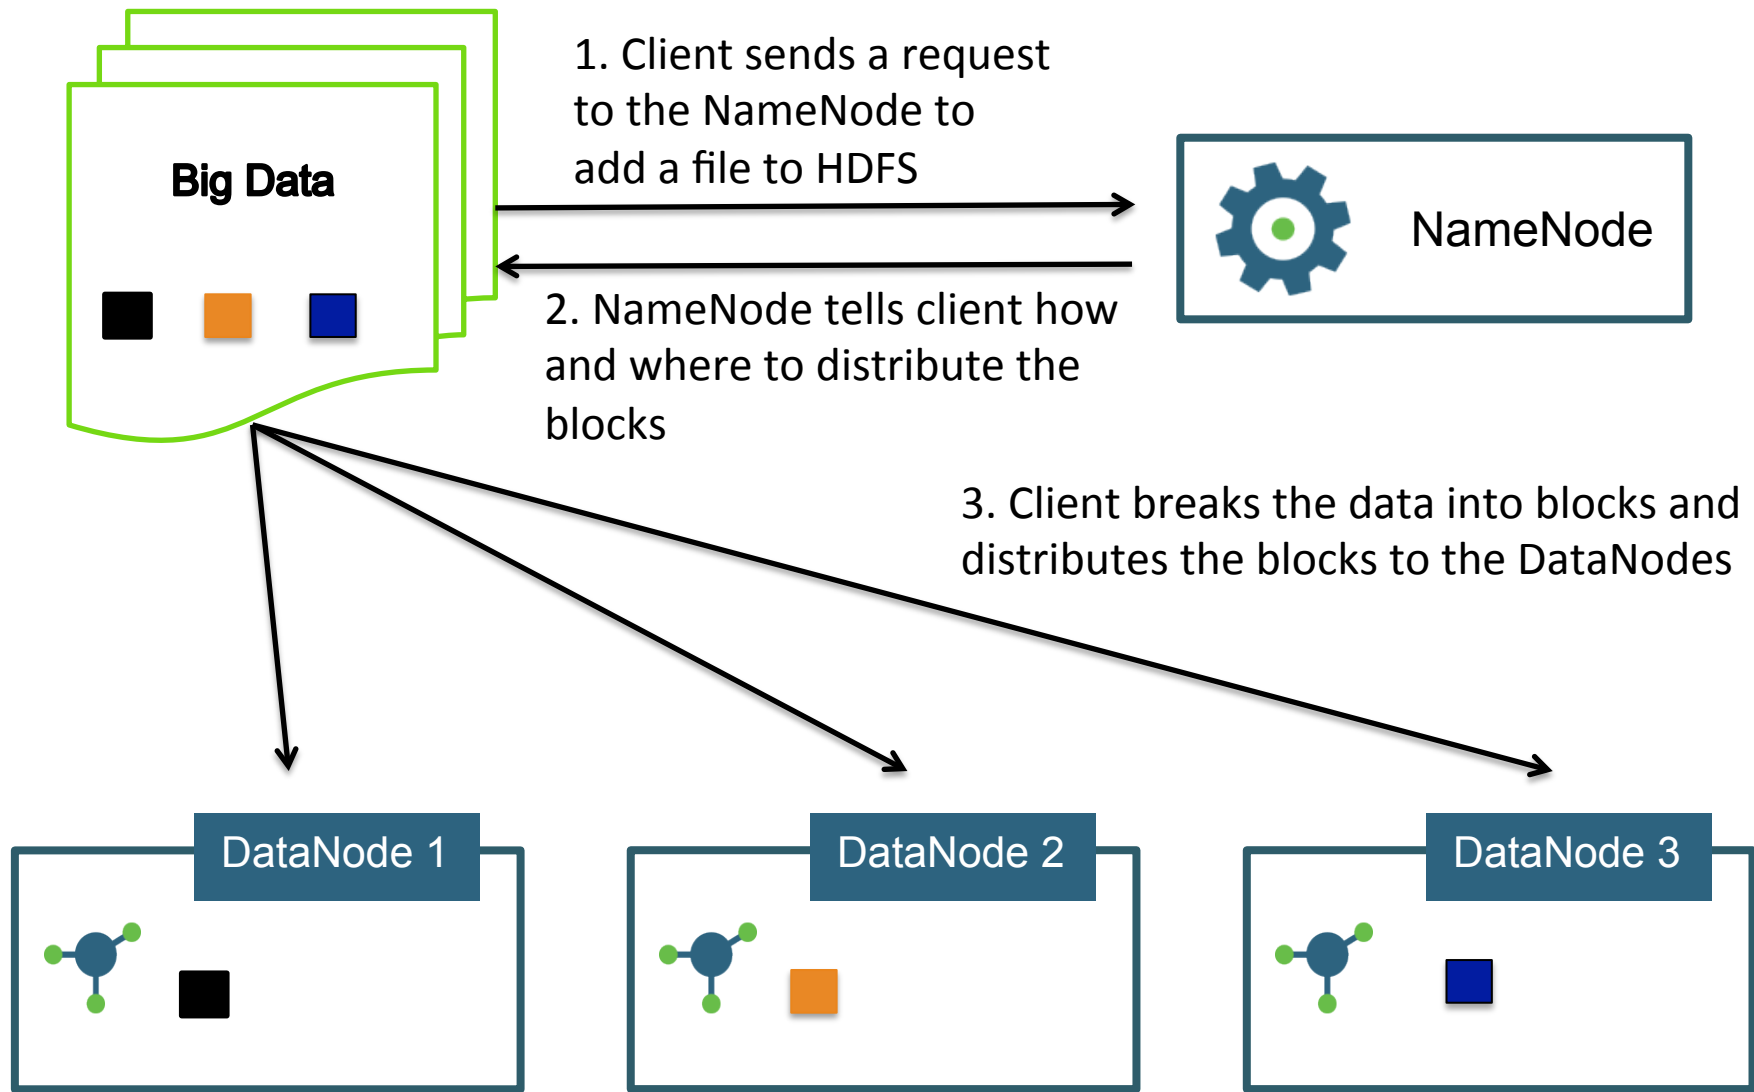 1. Client sends a request
to the NameNode to
add a file to HDFS
Big Data
NameNode
2. NameNode tells client how
and where to distribute the
blocks
3. Client breaks the data into blocks and
distributes the blocks to the DataNodes
DataNode 1
DataNode 2
DataNode 3